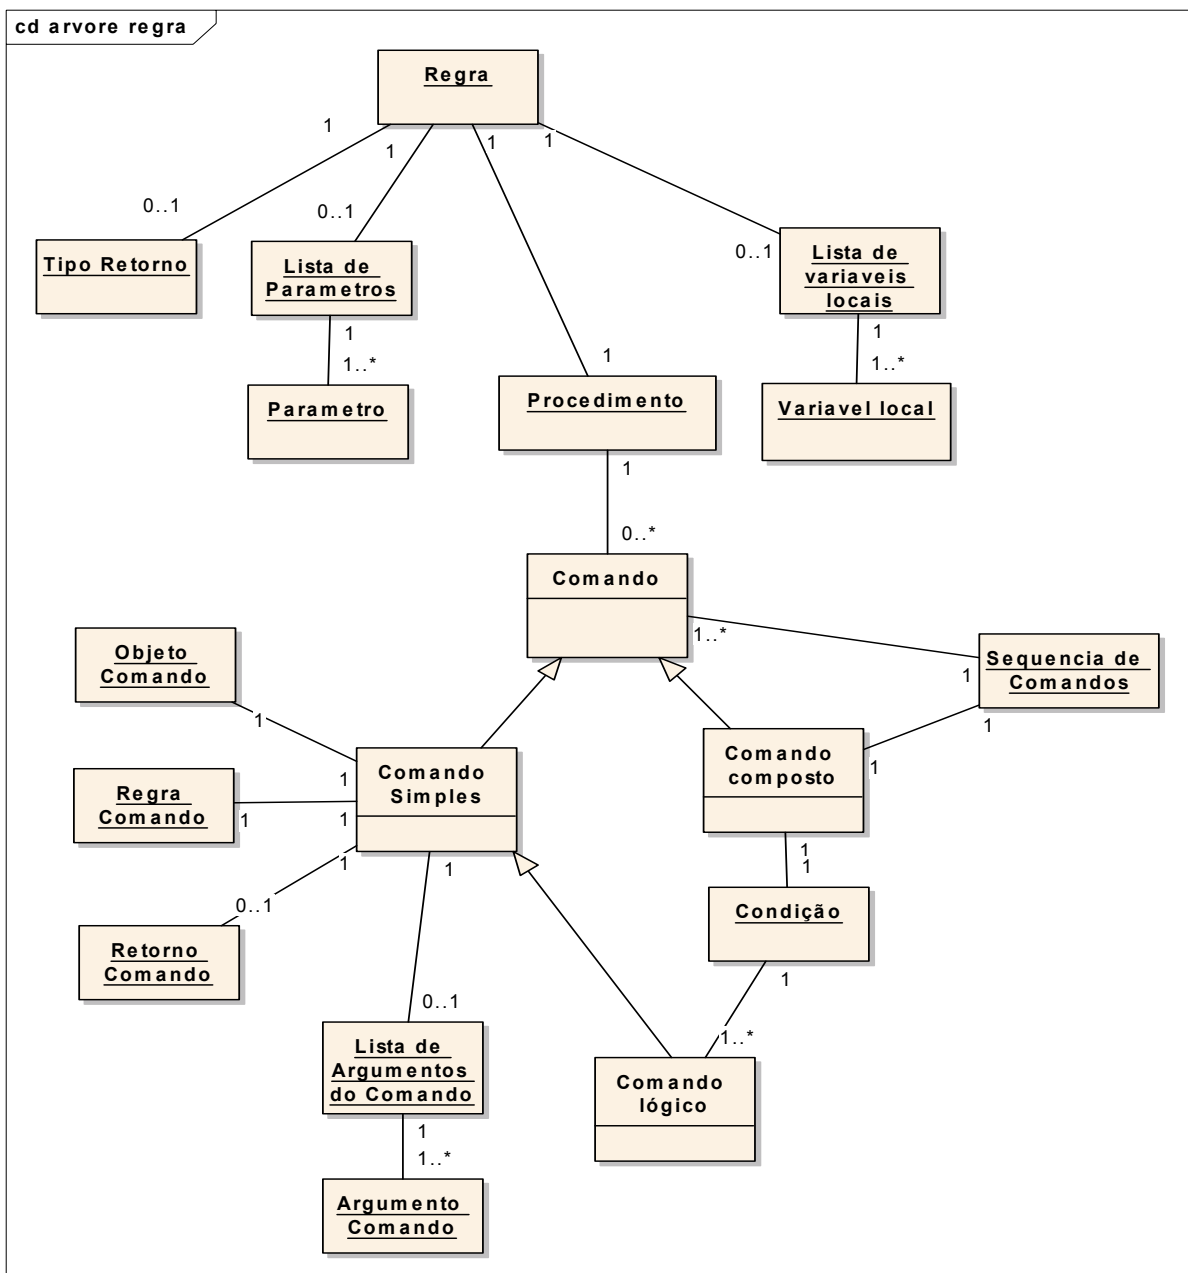 cd arvore regra
Regra
1
1
1
1
0..1
0..1
0..1
Tipo Retorno
Lista de
Parametros
Lista de
variaveis
locais
1
1..*
1
1..*
1
Parametro
Procedimento
Variavel local
1
0..*
Comando
1..*
1
Sequencia de
Comandos
1
1
Objeto
Comando
1
1
Comando
Simples
Comando
composto
Regra
Comando
1
1
1
0..1
1
1
1
Retorno
Comando
Condição
1
1..*
0..1
Lista de
Argumentos
do Comando
Comando
lógico
1
1..*
Argumento
Comando